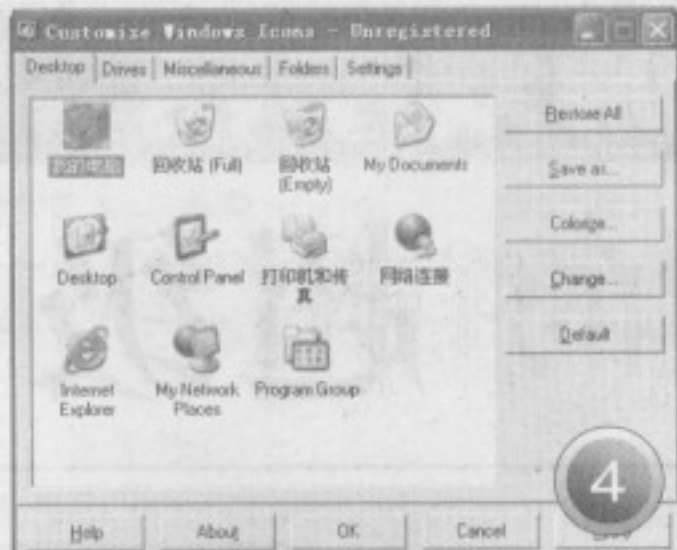 Customize Windows Icons - Unregistered
Desktop Drives Miscellaneous Folders Settings
回收站 (Full)
回收站
(Empty)
My Documents
Desktop
Control Panel
打印机和传
真
网络连接
Internet
Explorer
My Network
Places
Program Group
Restore All
Save as...
Colorize...
Change...
Default
4
Help
About
OK
Cancel